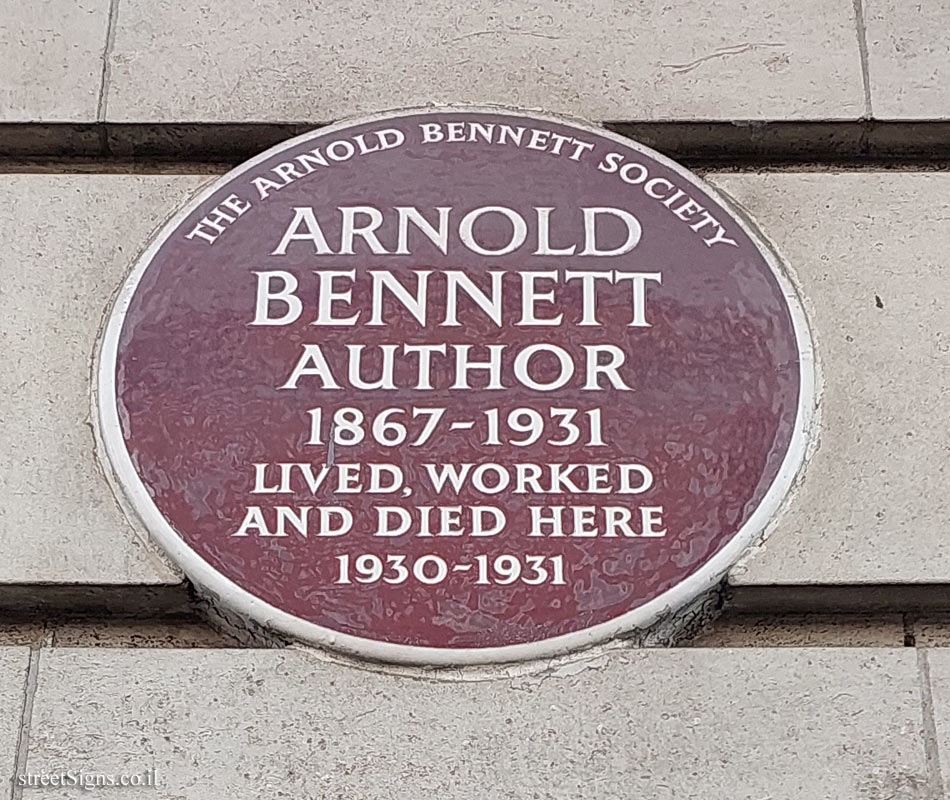 THE ARNOLD BENNETT SOCIETY
ARNOLD
BENNETT
AUTHOR
1867-1931
LIVED, WORKED
AND DIED HERE
1930-1931
streetSigns.co.il